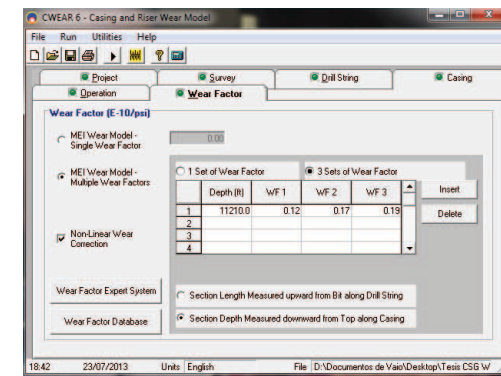 CWEAR 6 - Casing and Riser Wear Model
File Run Utilities Help
Project Survey Drill String Casing
Operation Wear Factor
Wear Factor (E-10/psi)
MEI Wear Model - Single Wear Factor
0.00
MEI Wear Model - Multiple Wear Factors
1 Set of Wear Factor 3 Sets of Wear Factor
Depth (ft) WF 1 WF 2 WF 3
1 11210.0 0.12 0.17 0.19
2
3
4
Insert
Delete
Non-Linear Wear Correction
Wear Factor Expert System
Wear Factor Database
Section Length Measured upward from Bit along Drill String
Section Depth Measured downward from Top along Casing
18:42 23/07/2013 Units English File D:\Documentos de Vaio\Desktop\Tesis CSG W